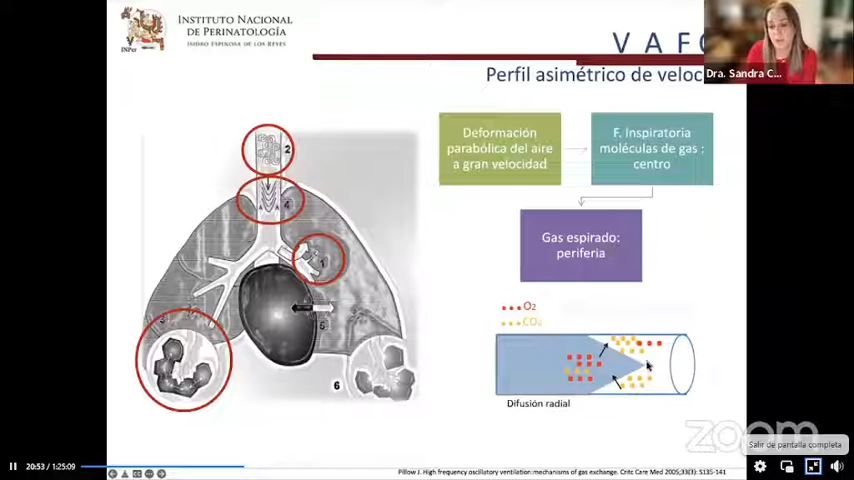 INSTITUTO NACIONAL
DE PERINATOLOGÍA
ISIDRO ESPINOSA DE LOS REYES
INPer
V A F
Perfil asimétrico de veloc
Dra. Sandra C...
Deformación
parabólica del aire
a gran velocidad
F. Inspiratoria
moléculas de gas :
centro
Gas espirado:
periferia
2
4
1
5
6
O2
CO2
Difusión radial
zoom
Salir de pantalla completa
20:53 / 1:25:09
Pillow J. High frequency oscillatory ventilation:mechanisms of gas exchange. Critc Care Med 2005;33(3): S135-141